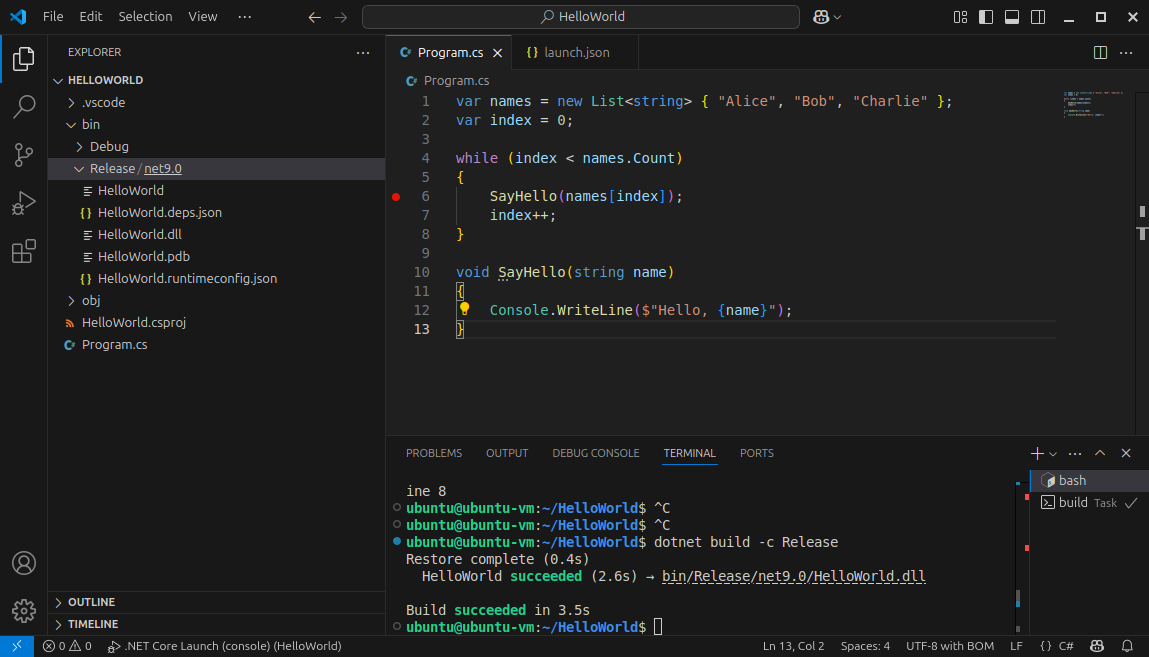 File Edit Selection View ··· HelloWorld
EXPLORER ···
HELLOWORLD
.vscode
bin
Debug
Release/net9.0
HelloWorld
{} HelloWorld.deps.json
HelloWorld.dll
HelloWorld.pdb
{} HelloWorld.runtimeconfig.json
obj
HelloWorld.csproj
C# Program.cs
OUTLINE
TIMELINE
C# Program.cs {} launch.json ···
C# Program.cs
1 var names = new List<string> { "Alice", "Bob", "Charlie" };
2 var index = 0;
3
4 while (index < names.Count)
5 {
6 SayHello(names[index]);
7 index++;
8 }
9
10 void SayHello(string name)
11 {
12 Console.WriteLine($"Hello, {name}");
13 }
PROBLEMS OUTPUT DEBUG CONSOLE TERMINAL PORTS ···
ine 8
ubuntu@ubuntu-vm:~/HelloWorld$ ^C
ubuntu@ubuntu-vm:~/HelloWorld$ ^C
ubuntu@ubuntu-vm:~/HelloWorld$ dotnet build -c Release
Restore complete (0.4s)
HelloWorld succeeded (2.6s) → bin/Release/net9.0/HelloWorld.dll
Build succeeded in 3.5s
ubuntu@ubuntu-vm:~/HelloWorld$
bash
build Task
0 0 .NET Core Launch (console) (HelloWorld) Ln 13, Col 2 Spaces: 4 UTF-8 with BOM LF {} C#